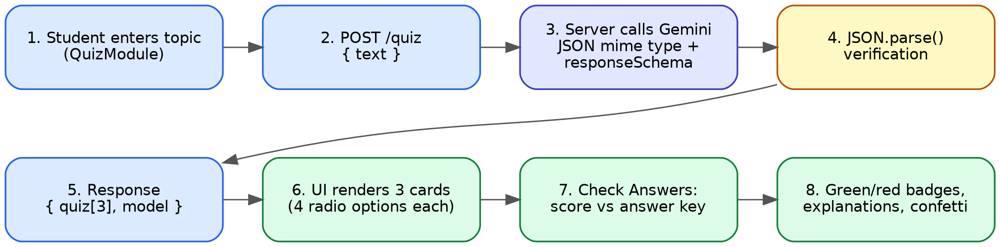 1. Student enters topic
(QuizModule)
2. POST /quiz
{ text }
3. Server calls Gemini
JSON mime type +
responseSchema
4. JSON.parse()
verification
5. Response
{ quiz[3], model }
6. UI renders 3 cards
(4 radio options each)
7. Check Answers:
score vs answer key
8. Green/red badges,
explanations, confetti